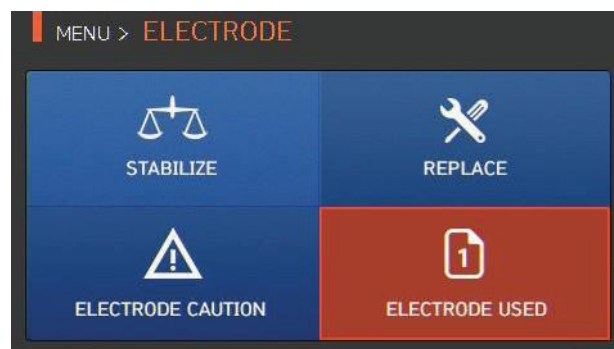 MENU > ELECTRODE
STABILIZE
REPLACE
ELECTRODE CAUTION
1
ELECTRODE USED